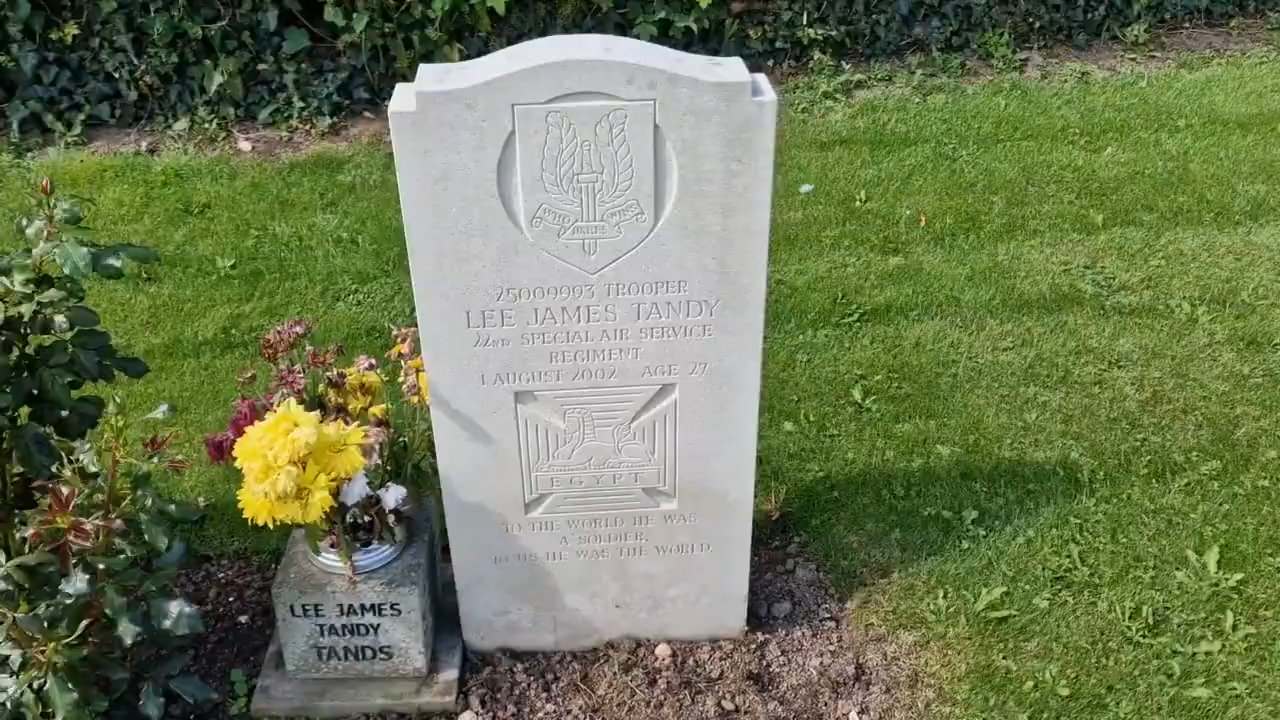 WHO
DARES
WINS
25009993 TROOPER
LEE JAMES TANDY
22ND SPECIAL AIR SERVICE
REGIMENT
1 AUGUST 2002 AGE 27
EGYPT
TO THE WORLD HE WAS
A SOLDIER,
TO US HE WAS THE WORLD.
LEE JAMES
TANDY
TANDS